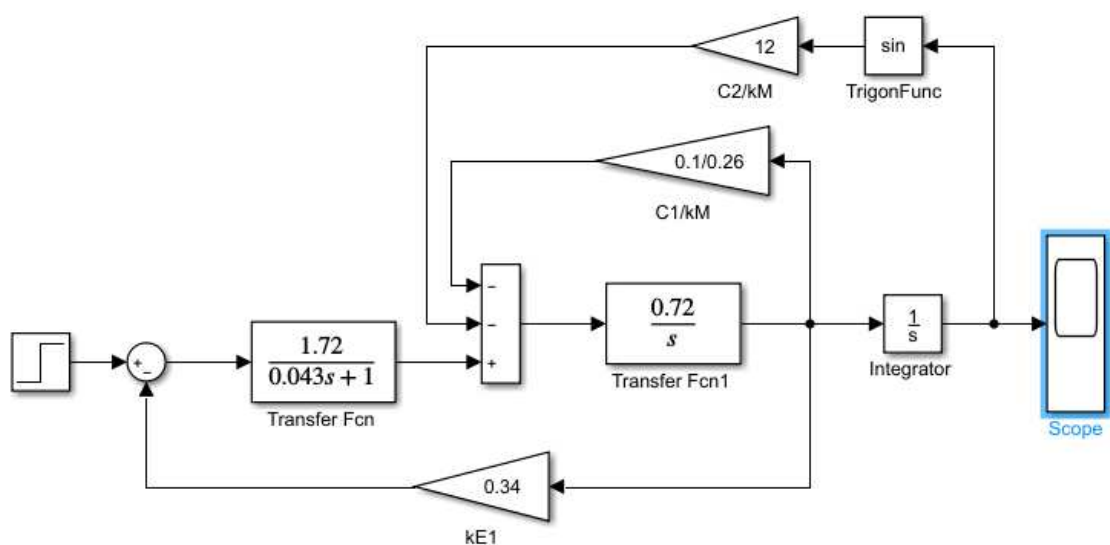 12
sin
C2/kM
TrigonFunc
0.1/0.26
C1/kM
−
−
+
0.72
s
Transfer Fcn1
1
s
Integrator
+
−
1.72
0.043s + 1
Transfer Fcn
Scope
0.34
kE1